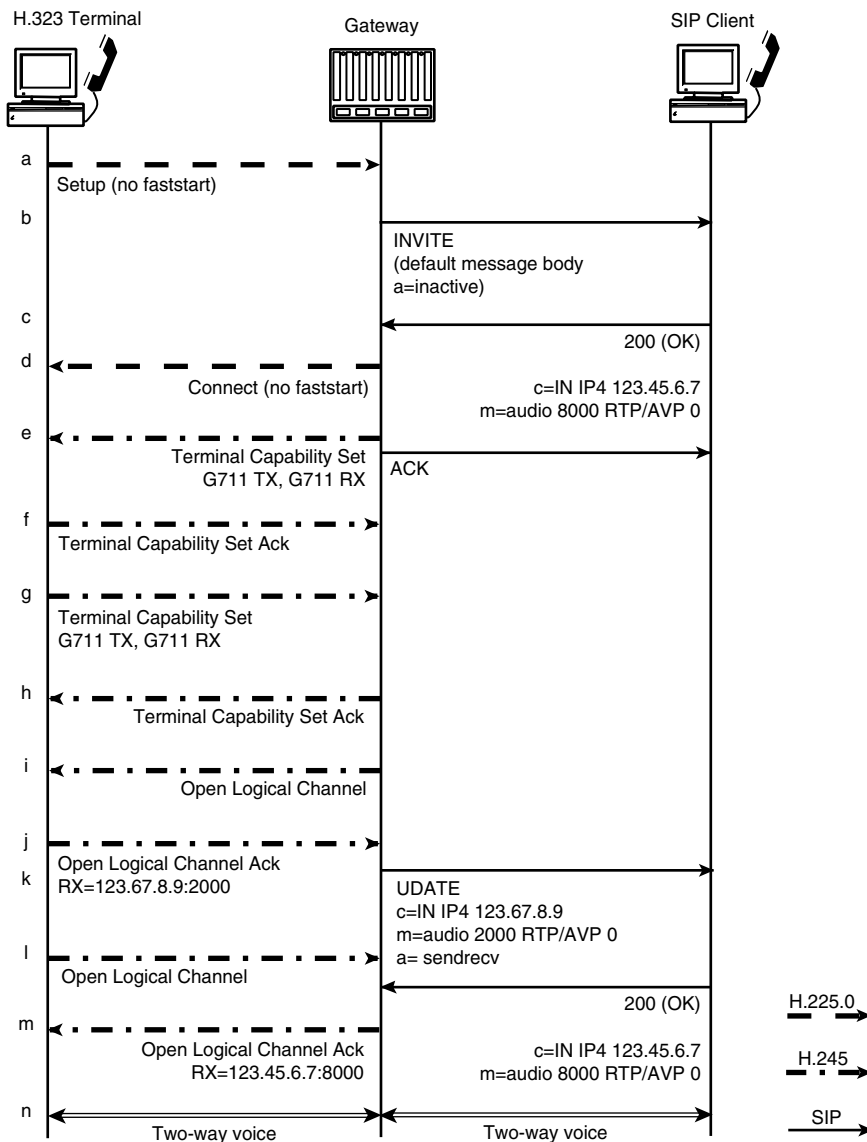 H.323 Terminal
Gateway
SIP Client
a
Setup (no faststart)
b
INVITE
(default message body
a=inactive)
c
200 (OK)
c=IN IP4 123.45.6.7
m=audio 8000 RTP/AVP 0
d
Connect (no faststart)
e
Terminal Capability Set
G711 TX, G711 RX
ACK
f
Terminal Capability Set Ack
g
Terminal Capability Set
G711 TX, G711 RX
h
Terminal Capability Set Ack
i
Open Logical Channel
j
Open Logical Channel Ack
RX=123.67.8.9:2000
k
UDATE
c=IN IP4 123.67.8.9
m=audio 2000 RTP/AVP 0
a= sendrecv
l
Open Logical Channel
200 (OK)
c=IN IP4 123.45.6.7
m=audio 8000 RTP/AVP 0
m
Open Logical Channel Ack
RX=123.45.6.7:8000
n
Two-way voice
Two-way voice
H.225.0
H.245
SIP